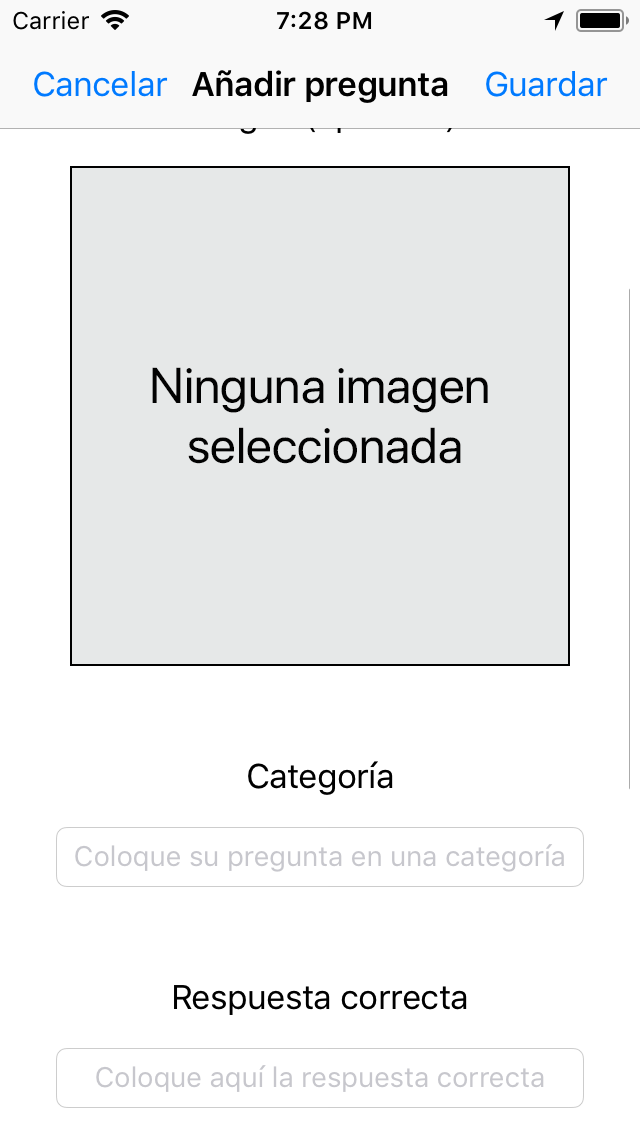 Carrier 7:28 PM
Cancelar Añadir pregunta Guardar
Ninguna imagen
seleccionada
Categoría
Coloque su pregunta en una categoría
Respuesta correcta
Coloque aquí la respuesta correcta